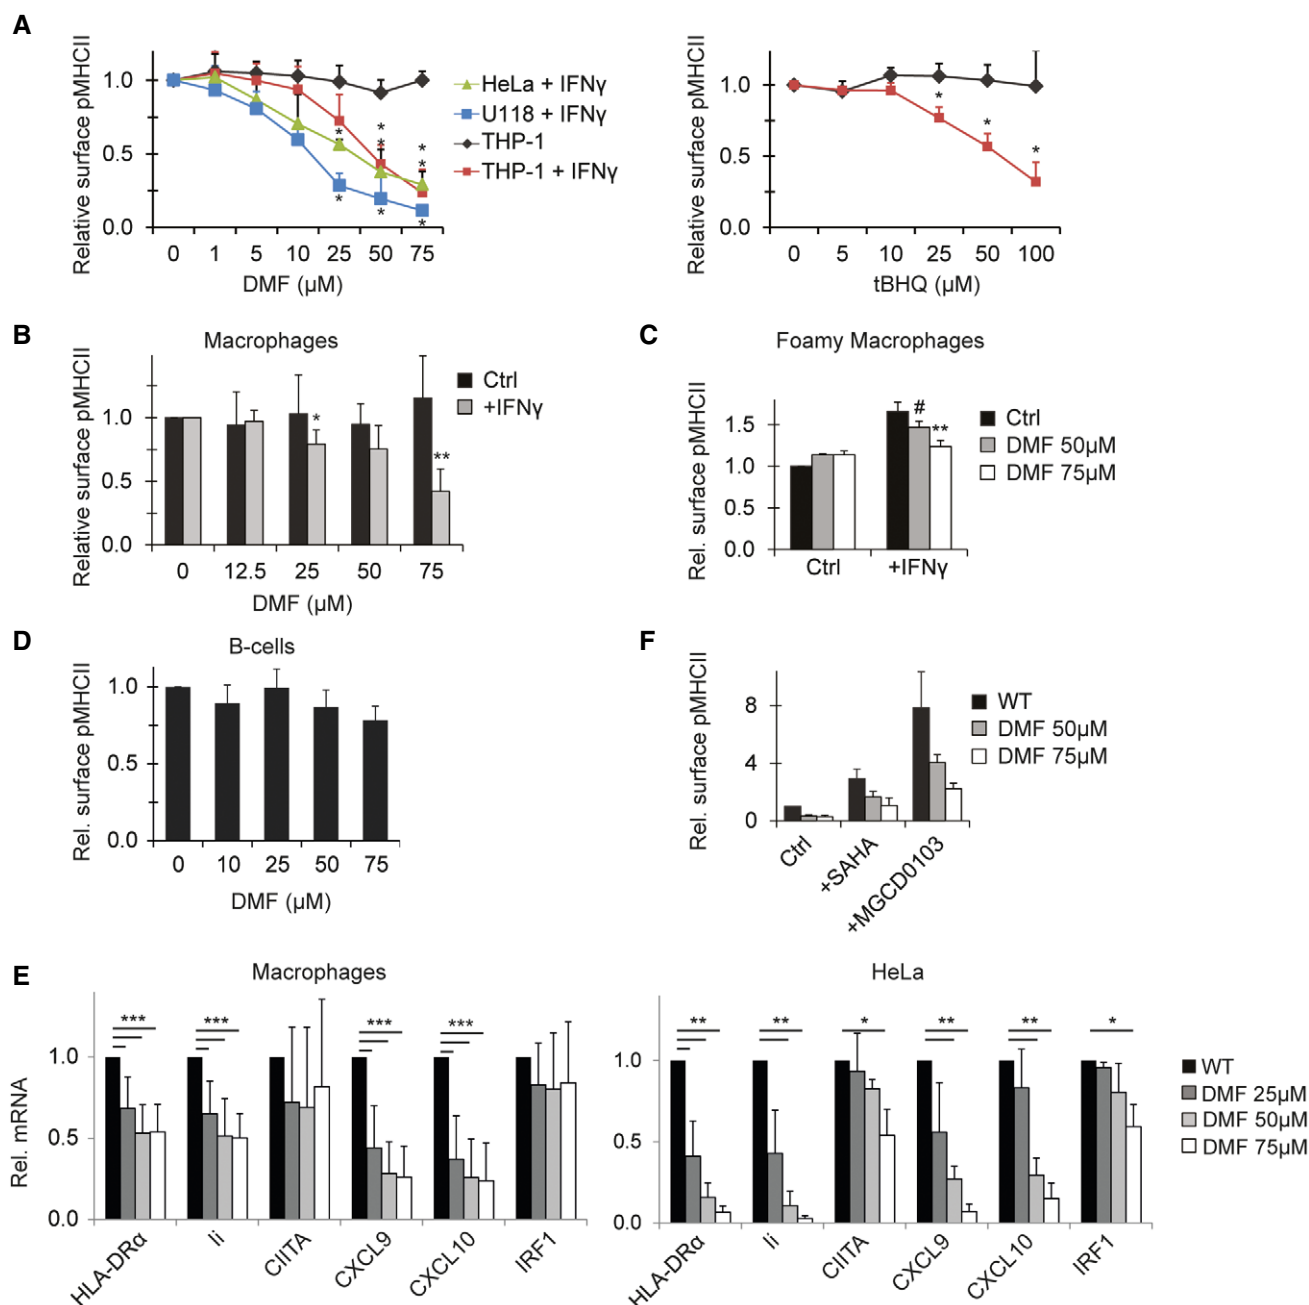 A
Relative surface pMHCII
1.0
0.5
0.0
0 1 5 10 25 50 75
DMF (µM)
* * * * * * * *
HeLa + IFNγ
U118 + IFNγ
THP-1
THP-1 + IFNγ
Relative surface pMHCII
1.0
0.5
0.0
* * *
0 5 10 25 50 100
tBHQ (µM)
B
Macrophages
Relative surface pMHCII
1.0
0.5
0.0
* **
0 12.5 25 50 75
DMF (µM)
Ctrl
+IFNγ
C
Foamy Macrophages
Rel. surface pMHCII
1.5
1.0
0.5
0.0
# **
Ctrl +IFNγ
Ctrl
DMF 50µM
DMF 75µM
D
B-cells
Rel. surface pMHCII
1.0
0.5
0.0
0 10 25 50 75
DMF (µM)
F
Rel. surface pMHCII
8
4
0
Ctrl
+SAHA
+MGCD0103
WT
DMF 50µM
DMF 75µM
E
Macrophages
Rel. mRNA
1.0
0.5
0.0
*** *** *** ***
HLA-DRα
Ii
CIITA
CXCL9
CXCL10
IRF1
HeLa
1.0
0.5
0.0
** ** * ** ** *
HLA-DRα
Ii
CIITA
CXCL9
CXCL10
IRF1
WT
DMF 25µM
DMF 50µM
DMF 75µM